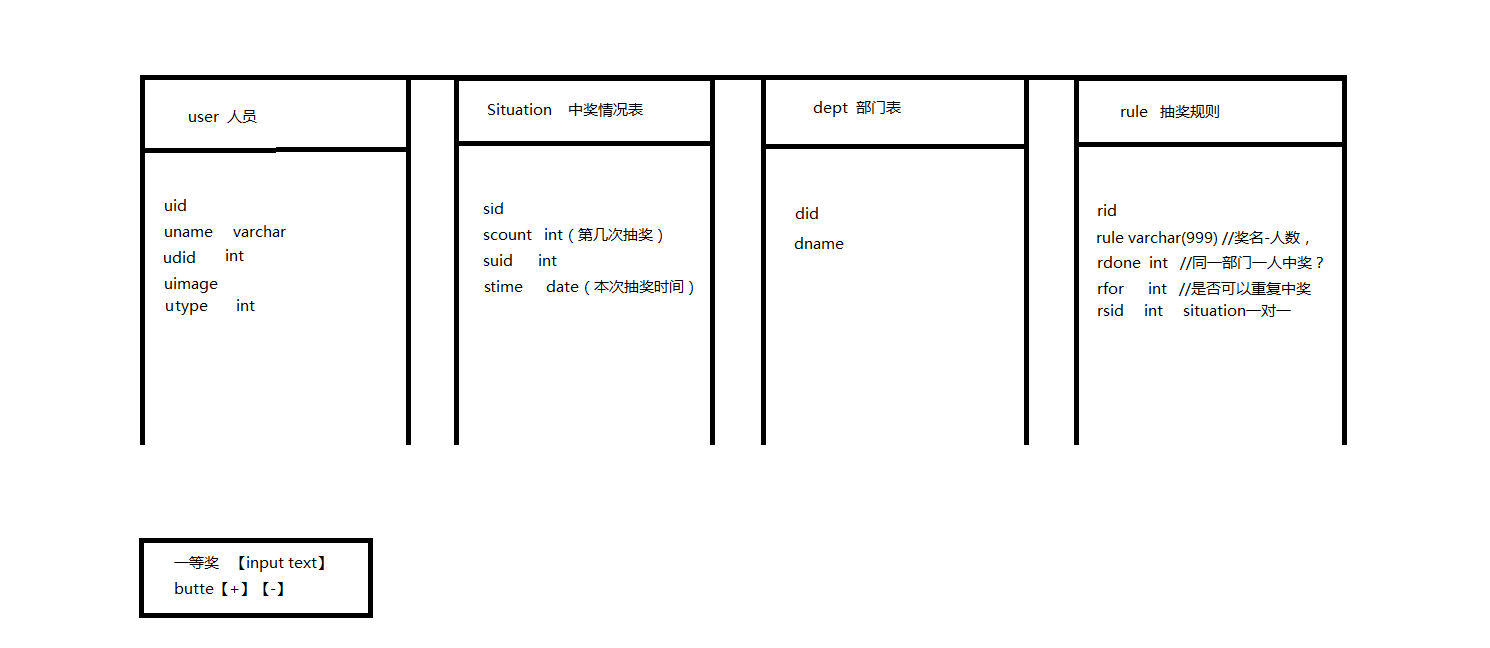 user 人员
uid
uname varchar
udid int
uimage
utype int
Situation 中奖情况表
sid
scount int（第几次抽奖）
suid int
stime date（本次抽奖时间）
dept 部门表
did
dname
rule 抽奖规则
rid
rule varchar(999) //奖名-人数，
rdone int //同一部门一人中奖？
rfor int //是否可以重复中奖
rsid int situation一对一
一等奖 【input text】
butte【+】【-】